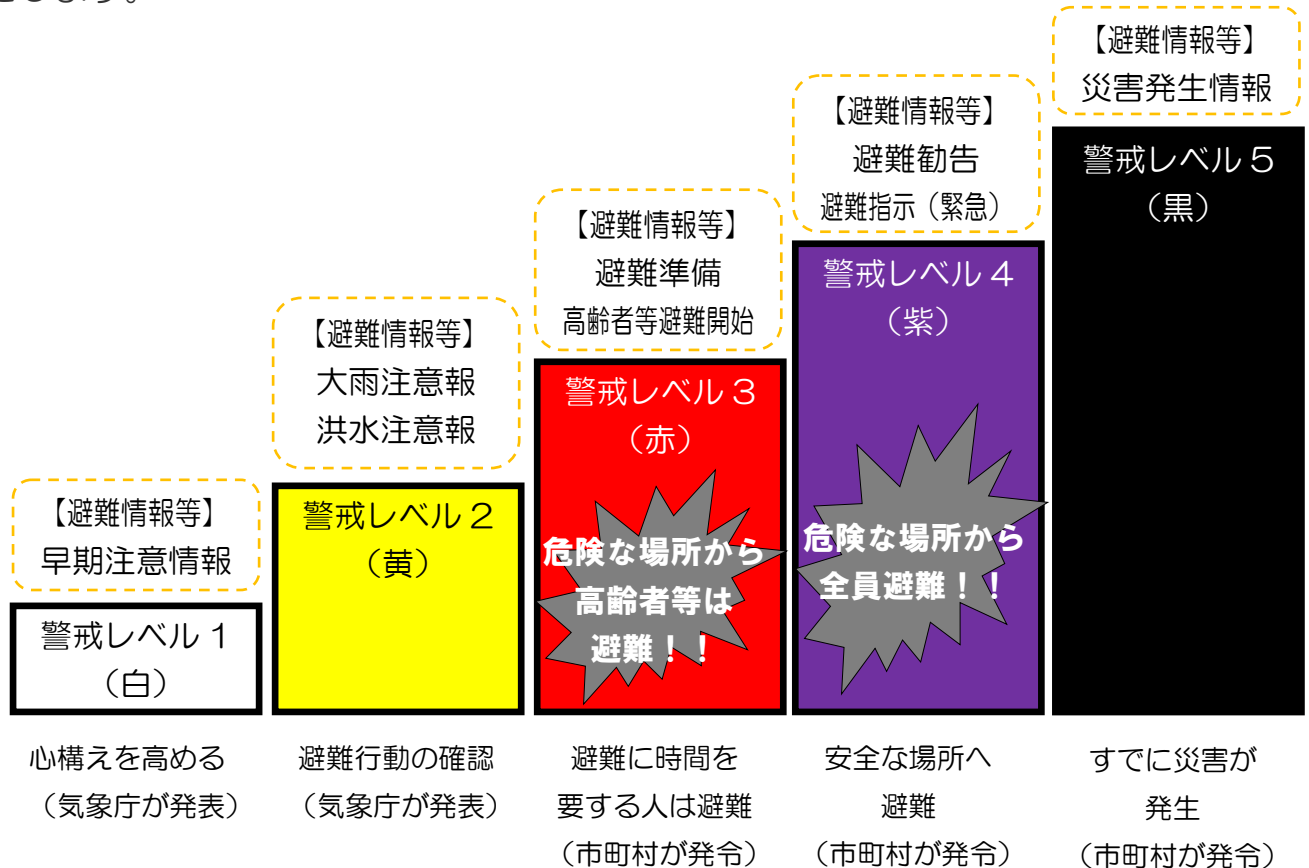 こします。
【避難情報等】
早期注意情報
警戒レベル1
（白）
心構えを高める
（気象庁が発表）
【避難情報等】
大雨注意報
洪水注意報
警戒レベル2
（黄）
避難行動の確認
（気象庁が発表）
【避難情報等】
避難準備
高齢者等避難開始
警戒レベル3
（赤）
危険な場所から
高齢者等は
避難！！
避難に時間を
要する人は避難
（市町村が発令）
【避難情報等】
避難勧告
避難指示（緊急）
警戒レベル4
（紫）
危険な場所から
全員避難！！
安全な場所へ
避難
（市町村が発令）
【避難情報等】
災害発生情報
警戒レベル5
（黒）
すでに災害が
発生
（市町村が発令）